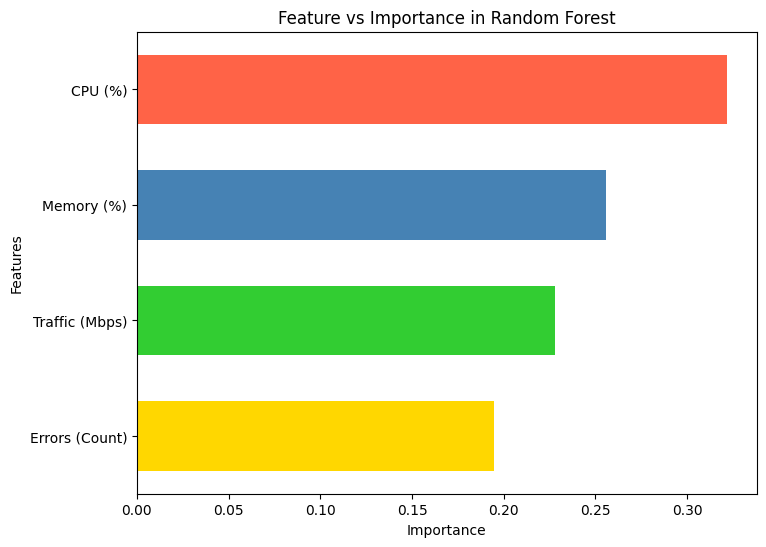 Feature vs Importance in Random Forest
Features
CPU (%)
Memory (%)
Traffic (Mbps)
Errors (Count)
0.00 0.05 0.10 0.15 0.20 0.25 0.30
Importance